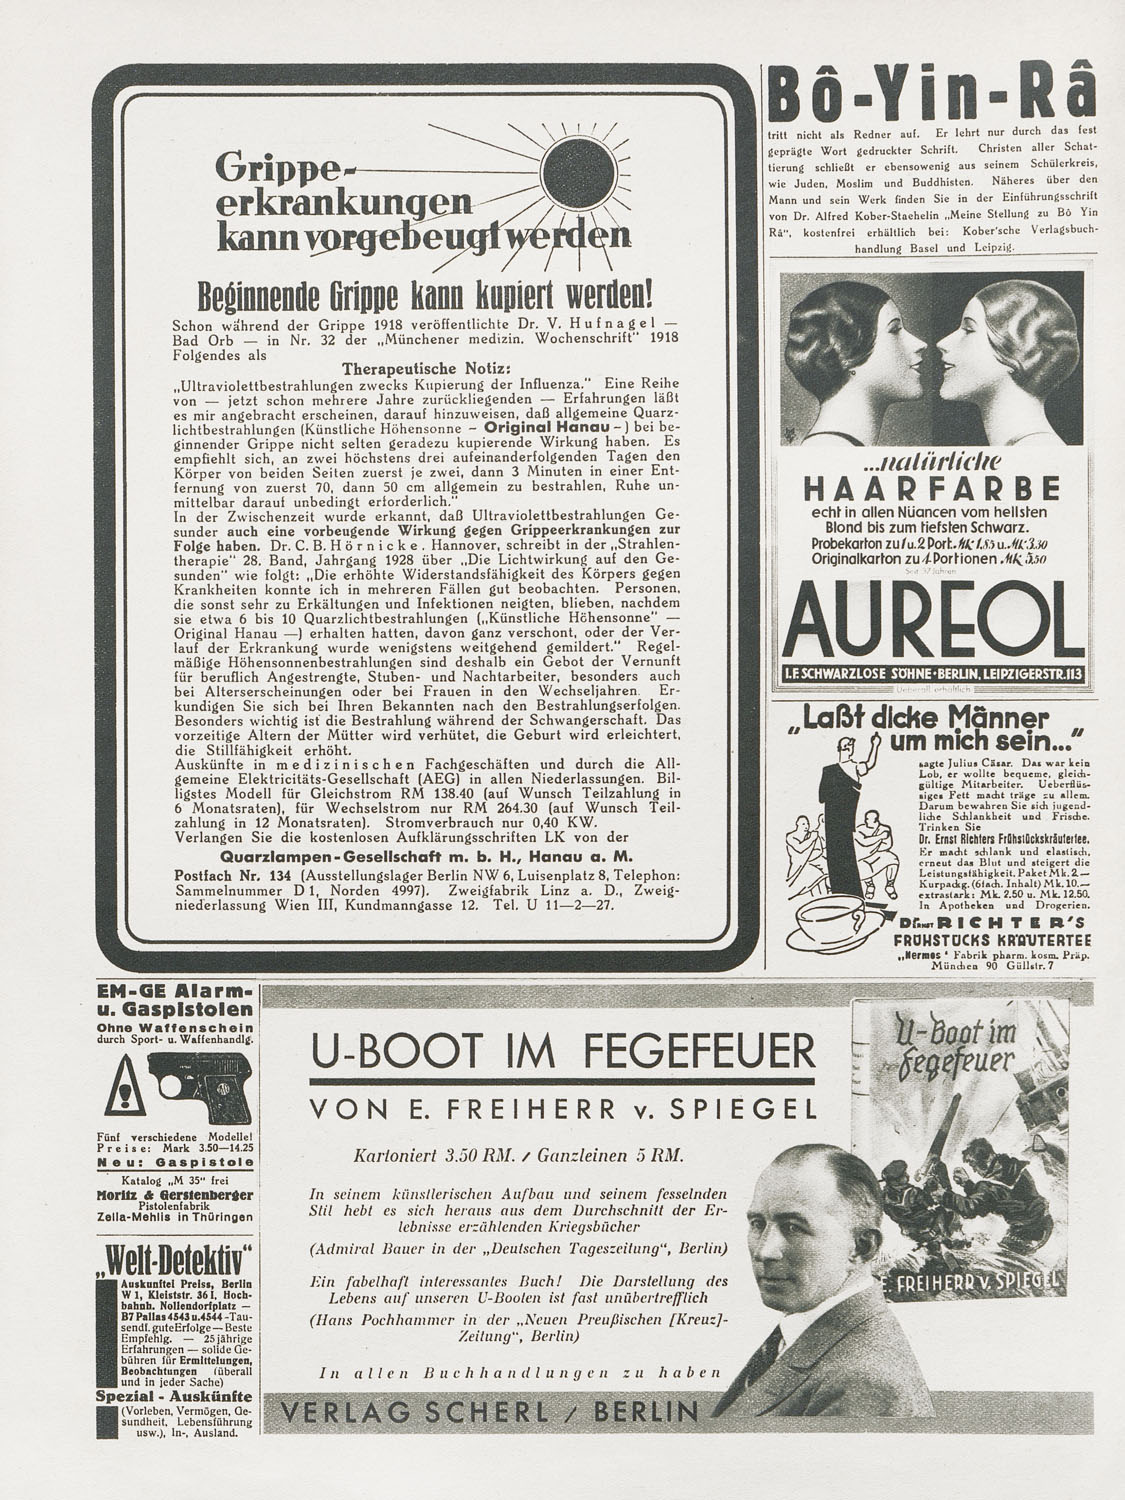 Grippe-
erkrankungen
kann vorgebeugt werden
Beginnende Grippe kann kupiert werden!
Schon während der Grippe 1918 veröffentlichte Dr. V. Hufnagel —
Bad Orb — in Nr. 32 der „Münchener medizin. Wochenschrift" 1918
Folgendes als
Therapeutische Notiz:
„Ultraviolettbestrahlungen zwecks Kupierung der Influenza." Eine Reihe
von — jetzt schon mehrere Jahre zurückliegenden — Erfahrungen läßt
es mir angebracht erscheinen, darauf hinzuweisen, daß allgemeine Quarz-
lichtbestrahlungen (Künstliche Höhensonne – Original Hanau –) bei be-
ginnender Grippe nicht selten geradezu kupierende Wirkung haben. Es
empfiehlt sich, an zwei höchstens drei aufeinanderfolgenden Tagen den
Körper von beiden Seiten zuerst je zwei, dann 3 Minuten in einer Ent-
fernung von zuerst 70, dann 50 cm allgemein zu bestrahlen, Ruhe un-
mittelbar darauf unbedingt erforderlich."
In der Zwischenzeit wurde erkannt, daß Ultraviolettbestrahlungen Ge-
sunder auch eine vorbeugende Wirkung gegen Grippeerkrankungen zur
Folge haben. Dr. C. B. Hörnicke. Hannover, schreibt in der „Strahlen-
therapie" 28. Band, Jahrgang 1928 über „Die Lichtwirkung auf den Ge-
sunden" wie folgt: „Die erhöhte Widerstandsfähigkeit des Körpers gegen
Krankheiten konnte ich in mehreren Fällen gut beobachten. Personen,
die sonst sehr zu Erkältungen und Infektionen neigten, blieben, nachdem
sie etwa 6 bis 10 Quarzlichtbestrahlungen („Künstliche Höhensonne" —
Original Hanau —) erhalten hatten, davon ganz verschont, oder der Ver-
lauf der Erkrankung wurde wenigstens weitgehend gemildert." Regel-
mäßige Höhensonnenbestrahlungen sind deshalb ein Gebot der Vernunft
für beruflich Angestrengte, Stuben- und Nachtarbeiter, besonders auch
bei Alterserscheinungen oder bei Frauen in den Wechseljahren. Er-
kundigen Sie sich bei Ihren Bekannten nach den Bestrahlungserfolgen.
Besonders wichtig ist die Bestrahlung während der Schwangerschaft. Das
vorzeitige Altern der Mütter wird verhütet, die Geburt wird erleichtert,
die Stillfähigkeit erhöht.
Auskünfte in medizinischen Fachgeschäften und durch die All-
gemeine Elektricitäts-Gesellschaft (AEG) in allen Niederlassungen. Bil-
ligstes Modell für Gleichstrom RM 138.40 (auf Wunsch Teilzahlung in
6 Monatsraten), für Wechselstrom nur RM 264.30 (auf Wunsch Teil-
zahlung in 12 Monatsraten). Stromverbrauch nur 0,40 KW.
Verlangen Sie die kostenlosen Aufklärungsschriften LK von der
Quarzlampen-Gesellschaft m. b. H., Hanau a. M.
Postfach Nr. 134 (Ausstellungslager Berlin NW 6, Luisenplatz 8, Telephon:
Sammelnummer D 1, Norden 4997). Zweigfabrik Linz a. D., Zweig-
niederlassung Wien III, Kundmanngasse 12. Tel. U 11—2—27.
Bô-Yin-Râ
tritt nicht als Redner auf. Er lehrt nur durch das fest
geprägte Wort gedruckter Schrift. Christen aller Schat-
tierung schließt er ebensowenig aus seinem Schülerkreis,
wie Juden, Moslim und Buddhisten. Näheres über den
Mann und sein Werk finden Sie in der Einführungsschrift
von Dr. Alfred Kober-Staehelin „Meine Stellung zu Bô Yin
Râ", kostenfrei erhältlich bei: Kober'sche Verlagsbuch-
handlung Basel und Leipzig.
...natürliche
HAARFARBE
echt in allen Nüancen vom hellsten
Blond bis zum tiefsten Schwarz.
Probekarton zu 1 u. 2 Port. Mk 1,85 u. Mk 3.30
Originalkarton zu 4 Portionen Mk 5,50
Seit 37 Jahren
AUREOL
I.F. SCHWARZLOSE SÖHNE·BERLIN, LEIPZIGERSTR.113
Ueberall erhältlich
„Laßt dicke Männer
um mich sein..."
sagte Julius Cäsar. Das war kein
Lob, er wollte bequeme, gleich-
gültige Mitarbeiter. Ueberflüs-
siges Fett macht träge zu allem.
Darum bewahren Sie sich jugend-
liche Schlankheit und Frische.
Trinken Sie
Dr. Ernst Richters Frühstückskräutertee.
Er macht schlank und elastisch,
erneut das Blut und steigert die
Leistungsfähigkeit. Paket Mk. 2.—
Kurpackg. (6fach. Inhalt) Mk. 10.—
extrastark: Mk. 2.50 u. Mk. 12.50.
In Apotheken und Drogerien.
Dr. ERNST RICHTER'S
FRÜHSTÜCKS KRÄUTERTEE
„Hermes" Fabrik pharm. kosm. Präp.
München 90 Güllstr. 7
EM-GE Alarm-
u. Gaspistolen
Ohne Waffenschein
durch Sport- u. Waffenhandlg.
Fünf verschiedene Modelle!
Preise: Mark 3.50—14.25
Neu: Gaspistole
Katalog „M 35" frei
Moritz & Gerstenberger
Pistolenfabrik
Zella-Mehlis in Thüringen
„Welt-Detektiv"
Auskunftei Preiss, Berlin
W 1, Kleiststr. 36 I, Hoch-
bahnh. Nollendorfplatz —
B7 Pallas 4543 u. 4544 - Tau-
sendf. gute Erfolge — Beste
Empfehlg. — 25jährige
Erfahrungen — solide Ge-
bühren für Ermittelungen,
Beobachtungen (überall
und in jeder Sache)
Spezial - Auskünfte
(Vorleben, Vermögen, Ge-
sundheit, Lebensführung
usw.), In-, Ausland.
U-BOOT IM FEGEFEUER
VON E. FREIHERR v. SPIEGEL
Kartoniert 3.50 RM. / Ganzleinen 5 RM.
In seinem künstlerischen Aufbau und seinem fesselnden
Stil hebt es sich heraus aus dem Durchschnitt der Er-
lebnisse erzählenden Kriegsbücher
(Admiral Bauer in der „Deutschen Tageszeitung", Berlin)
Ein fabelhaft interessantes Buch! Die Darstellung des
Lebens auf unseren U-Booten ist fast unübertrefflich
(Hans Pochhammer in der „Neuen Preußischen [Kreuz]-
Zeitung", Berlin)
In allen Buchhandlungen zu haben
VERLAG SCHERL / BERLIN
U-Boot im
Fegefeuer
E. FREIHERR V. SPIEGEL